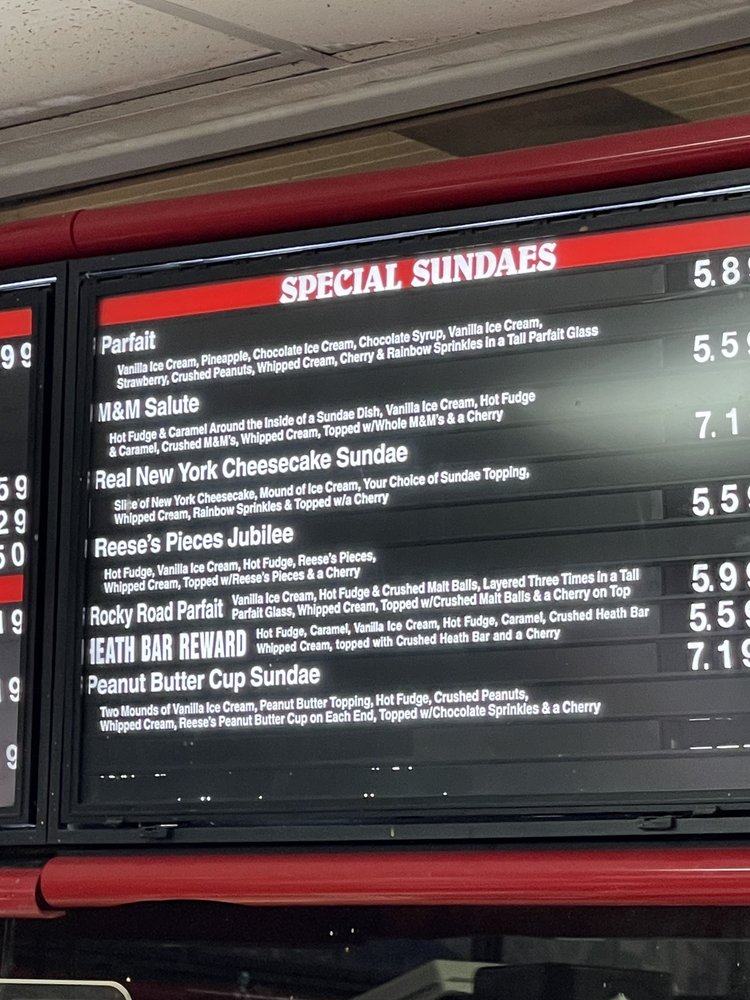 SPECIAL SUNDAES
Parfait 5.8
Vanilla Ice Cream, Pineapple, Chocolate Ice Cream, Chocolate Syrup, Vanilla Ice Cream,
Strawberry, Crushed Peanuts, Whipped Cream, Cherry & Rainbow Sprinkles in a Tall Parfait Glass
M&M Salute 5.5
Hot Fudge & Caramel Around the Inside of a Sundae Dish, Vanilla Ice Cream, Hot Fudge
& Caramel, Crushed M&M's, Whipped Cream, Topped w/Whole M&M's & a Cherry
Real New York Cheesecake Sundae 7.1
Slice of New York Cheesecake, Mound of Ice Cream, Your Choice of Sundae Topping,
Whipped Cream, Rainbow Sprinkles & Topped w/a Cherry
Reese's Pieces Jubilee 5.5
Hot Fudge, Vanilla Ice Cream, Hot Fudge, Reese's Pieces,
Whipped Cream, Topped w/Reese's Pieces & a Cherry
Rocky Road Parfait Vanilla Ice Cream, Hot Fudge & Crushed Malt Balls, Layered Three Times in a Tall 5.9
Parfait Glass, Whipped Cream, Topped w/Crushed Malt Balls & a Cherry on Top
HEATH BAR REWARD Hot Fudge, Caramel, Vanilla Ice Cream, Hot Fudge, Caramel, Crushed Heath Bar 5.5
Whipped Cream, topped with Crushed Heath Bar and a Cherry
Peanut Butter Cup Sundae 7.19
Two Mounds of Vanilla Ice Cream, Peanut Butter Topping, Hot Fudge, Crushed Peanuts,
Whipped Cream, Reese's Peanut Butter Cup on Each End, Topped w/Chocolate Sprinkles & a Cherry